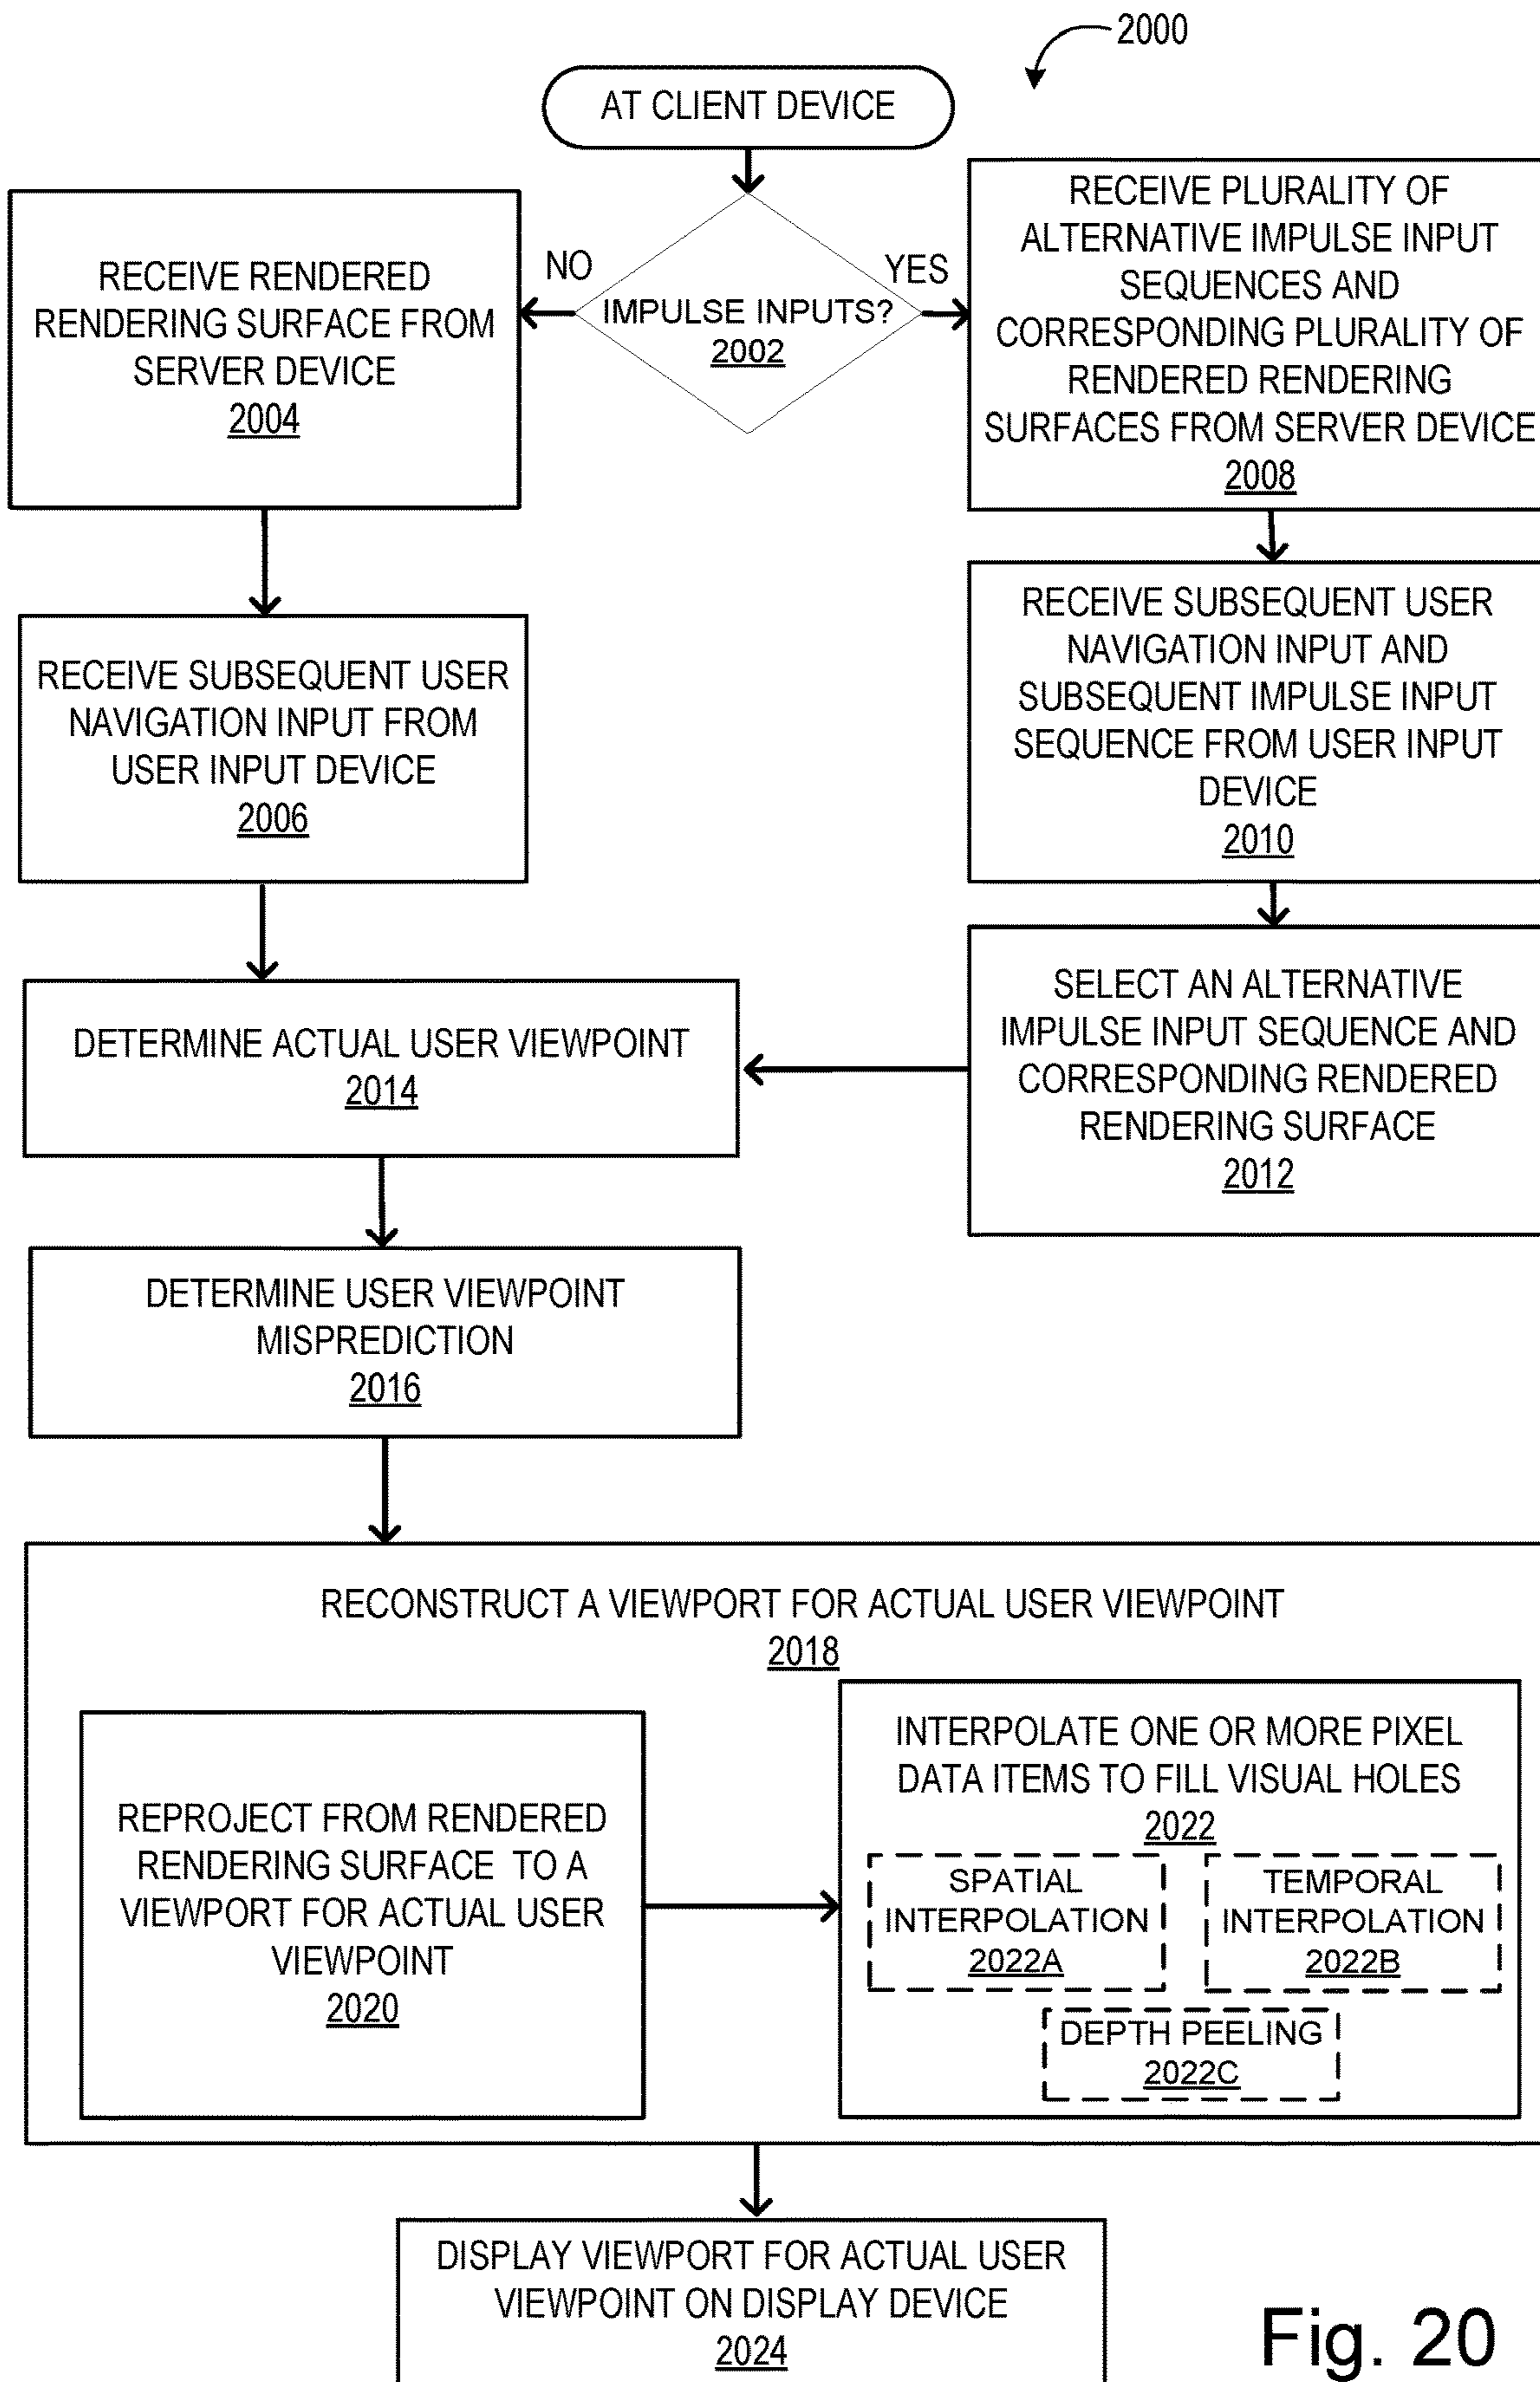 2000
AT CLIENT DEVICE
IMPULSE INPUTS?
2002
NO
YES
RECEIVE RENDERED
RENDERING SURFACE FROM
SERVER DEVICE
2004
RECEIVE SUBSEQUENT USER
NAVIGATION INPUT FROM
USER INPUT DEVICE
2006
RECEIVE PLURALITY OF
ALTERNATIVE IMPULSE INPUT
SEQUENCES AND
CORRESPONDING PLURALITY OF
RENDERED RENDERING
SURFACES FROM SERVER DEVICE
2008
RECEIVE SUBSEQUENT USER
NAVIGATION INPUT AND
SUBSEQUENT IMPULSE INPUT
SEQUENCE FROM USER INPUT
DEVICE
2010
SELECT AN ALTERNATIVE
IMPULSE INPUT SEQUENCE AND
CORRESPONDING RENDERED
RENDERING SURFACE
2012
DETERMINE ACTUAL USER VIEWPOINT
2014
DETERMINE USER VIEWPOINT
MISPREDICTION
2016
RECONSTRUCT A VIEWPORT FOR ACTUAL USER VIEWPOINT
2018
REPROJECT FROM RENDERED
RENDERING SURFACE TO A
VIEWPORT FOR ACTUAL USER
VIEWPOINT
2020
INTERPOLATE ONE OR MORE PIXEL
DATA ITEMS TO FILL VISUAL HOLES
2022
SPATIAL
INTERPOLATION
2022A
TEMPORAL
INTERPOLATION
2022B
DEPTH PEELING
2022C
DISPLAY VIEWPORT FOR ACTUAL USER
VIEWPOINT ON DISPLAY DEVICE
2024
Fig. 20